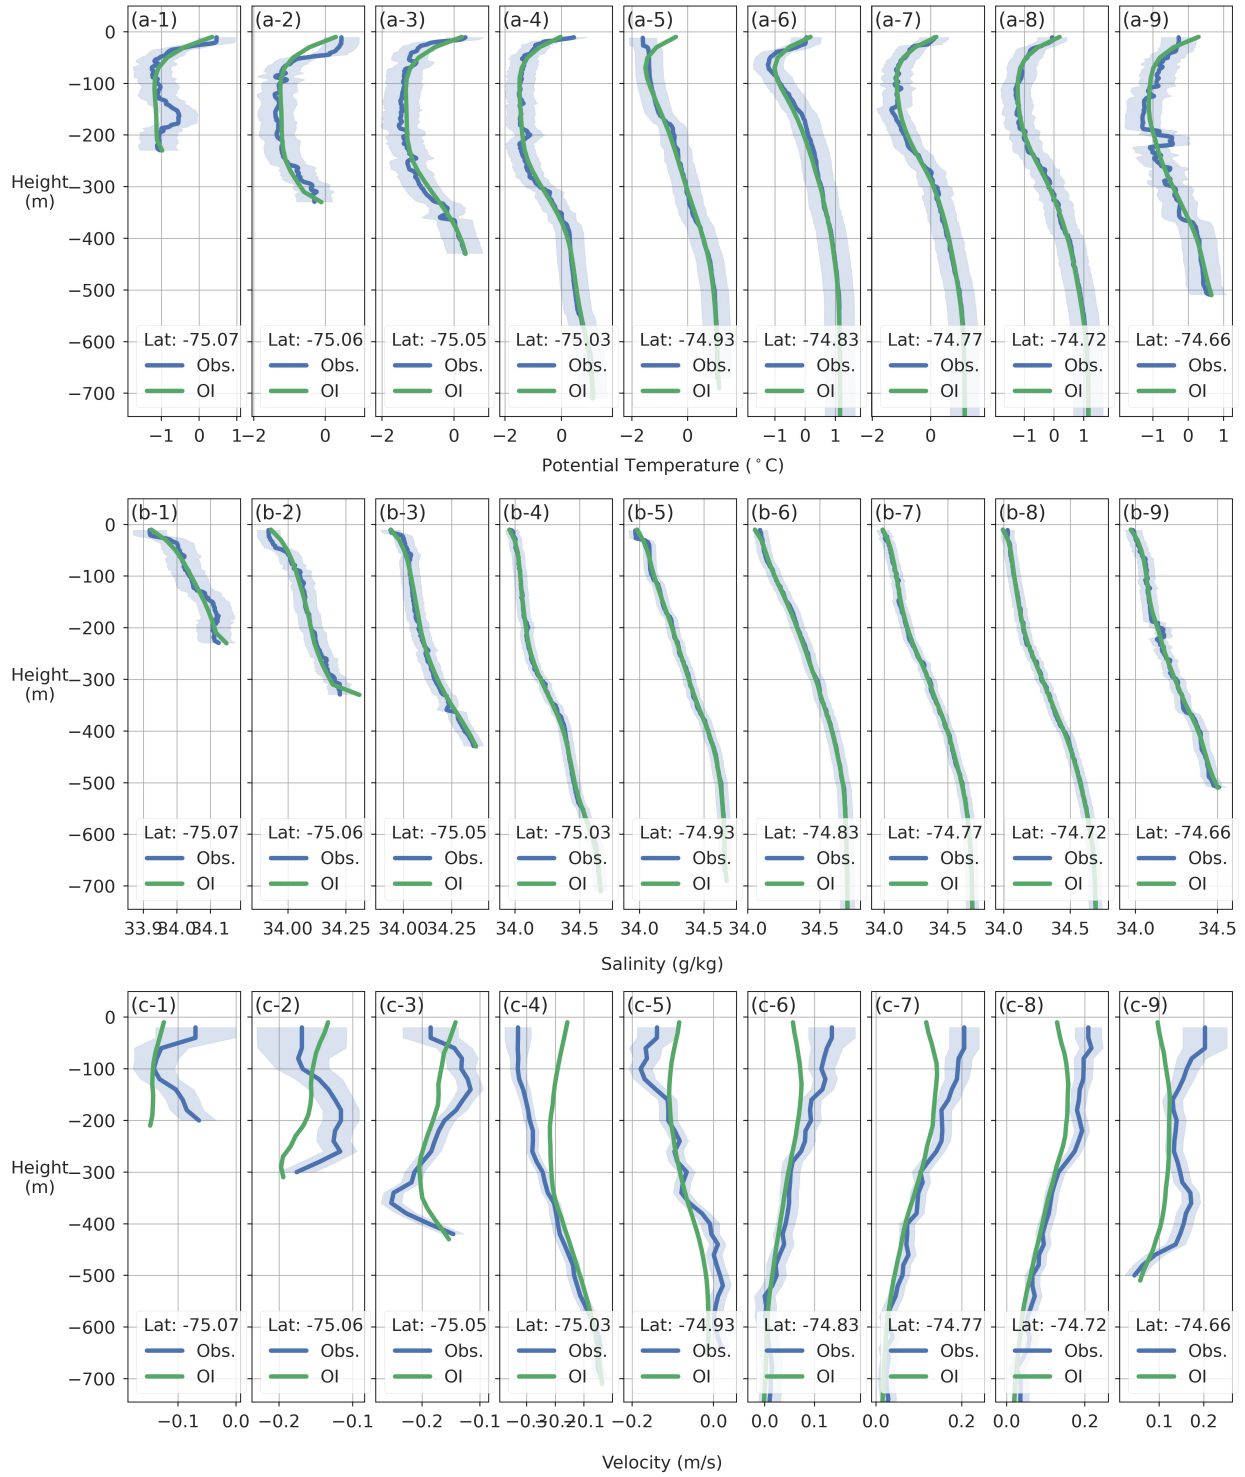 (a-1) (a-2) (a-3) (a-4) (a-5) (a-6) (a-7) (a-8) (a-9)
0
−100
−200
Height
(m)
−300
−400
−500
−600
−700
Lat: -75.07 Lat: -75.06 Lat: -75.05 Lat: -75.03 Lat: -74.93 Lat: -74.83 Lat: -74.77 Lat: -74.72 Lat: -74.66
Obs. Obs. Obs. Obs. Obs. Obs. Obs. Obs. Obs.
OI OI OI OI OI OI OI OI OI
−1 0 1 −2 0 −2 0 −2 0 −2 0 −1 0 1 −2 0 −1 0 1 −1 0 1
Potential Temperature (°C)
(b-1) (b-2) (b-3) (b-4) (b-5) (b-6) (b-7) (b-8) (b-9)
0
−100
−200
Height
(m)
−300
−400
−500
−600
−700
Lat: -75.07 Lat: -75.06 Lat: -75.05 Lat: -75.03 Lat: -74.93 Lat: -74.83 Lat: -74.77 Lat: -74.72 Lat: -74.66
Obs. Obs. Obs. Obs. Obs. Obs. Obs. Obs. Obs.
OI OI OI OI OI OI OI OI OI
33.9 34.0 34.1 34.00 34.25 34.00 34.25 34.0 34.5 34.0 34.5 34.0 34.5 34.0 34.5 34.0 34.5 34.0 34.5
Salinity (g/kg)
(c-1) (c-2) (c-3) (c-4) (c-5) (c-6) (c-7) (c-8) (c-9)
0
−100
−200
Height
(m)
−300
−400
−500
−600
−700
Lat: -75.07 Lat: -75.06 Lat: -75.05 Lat: -75.03 Lat: -74.93 Lat: -74.83 Lat: -74.77 Lat: -74.72 Lat: -74.66
Obs. Obs. Obs. Obs. Obs. Obs. Obs. Obs. Obs.
OI OI OI OI OI OI OI OI OI
−0.1 0.0 −0.2 −0.1 −0.2 −0.1 −0.3 −0.2 −0.1 −0.2 0.0 0.0 0.1 0.0 0.2 0.0 0.2 0.1 0.2
Velocity (m/s)